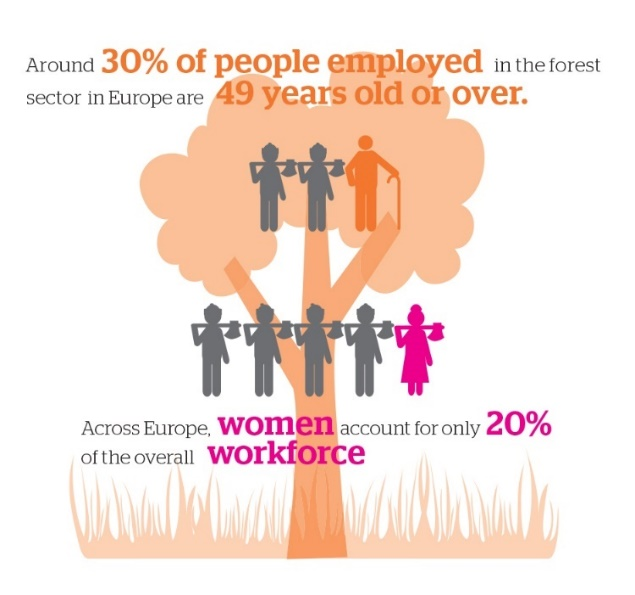 Around 30% of people employed in the forest
sector in Europe are 49 years old or over.
Across Europe, women account for only 20%
of the overall workforce